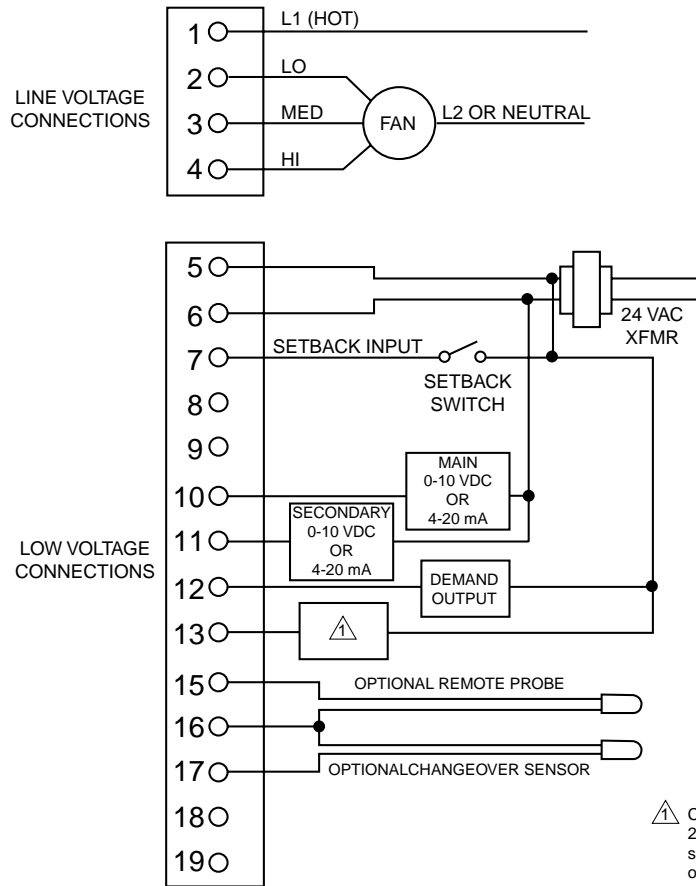 LINE VOLTAGE
CONNECTIONS
1
2
3
4
L1 (HOT)
LO
MED
HI
FAN
L2 OR NEUTRAL
LOW VOLTAGE
CONNECTIONS
5
6
7
8
9
10
11
12
13
15
16
17
18
19
24 VAC
XFMR
SETBACK INPUT
SETBACK
SWITCH
MAIN
0-10 VDC
OR
4-20 mA
SECONDARY
0-10 VDC
OR
4-20 mA
DEMAND
OUTPUT
1
OPTIONAL REMOTE PROBE
OPTIONALCHANGEOVER SENSOR
1
2